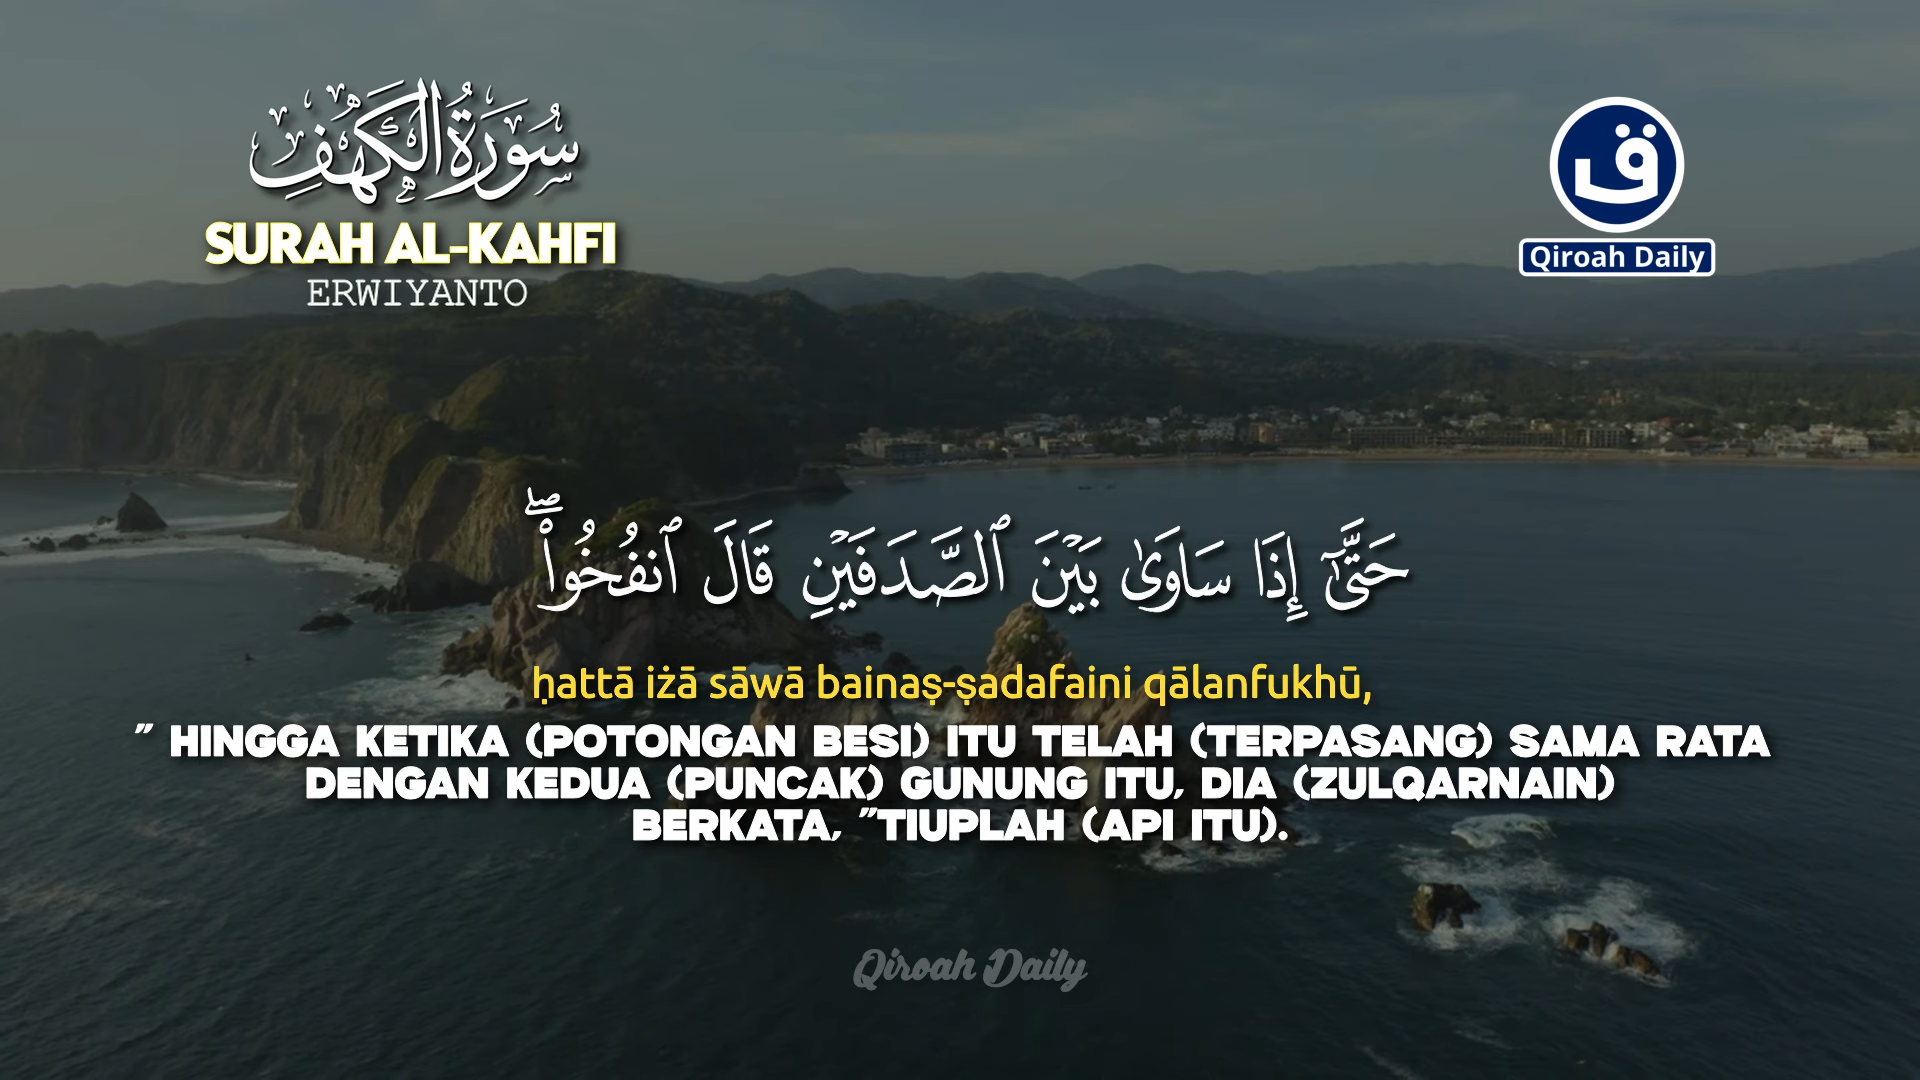 سُورَةُ الْكَهْفِ
SURAH AL-KAHFI
ERWIYANTO
Qiroah Daily
حَتَّىٰٓ إِذَا سَاوَىٰ بَيْنَ ٱلصَّدَفَيْنِ قَالَ ٱنفُخُوا۟ۖ
ḥattā iżā sāwā bainaṣ-ṣadafaini qālanfukhū,
" HINGGA KETIKA (POTONGAN BESI) ITU TELAH (TERPASANG) SAMA RATA
DENGAN KEDUA (PUNCAK) GUNUNG ITU, DIA (ZULQARNAIN)
BERKATA, "TIUPLAH (API ITU).
Qiroah Daily